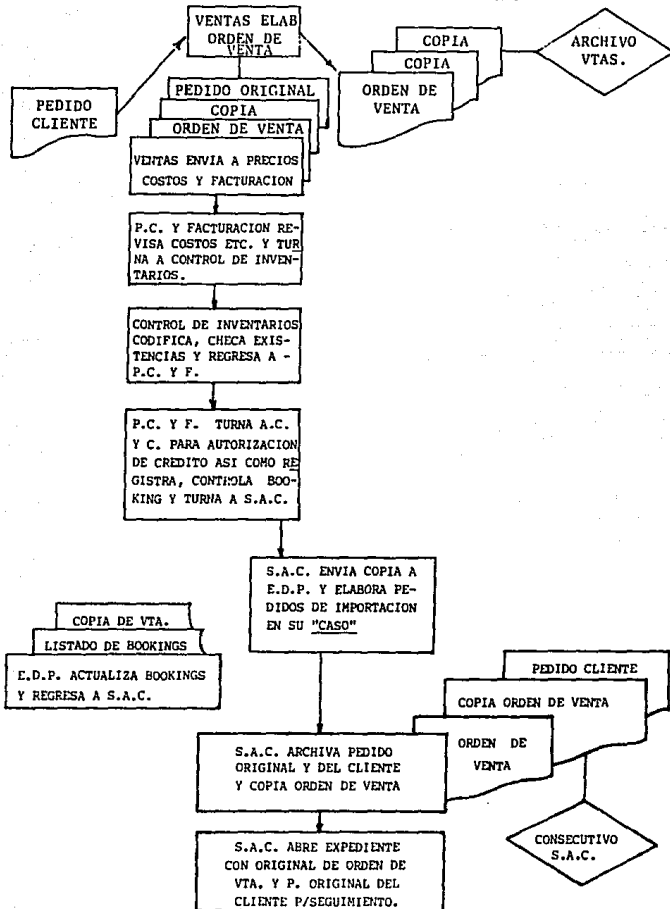 VENTAS ELAB
ORDEN DE
VENTA
COPIA
COPIA
ORDEN DE
VENTA
ARCHIVO
VTAS.
PEDIDO
CLIENTE
PEDIDO ORIGINAL
COPIA
ORDEN DE VENTA
VENTAS ENVIA A PRECIOS
COSTOS Y FACTURACION
P.C. Y FACTURACION RE-
VISA COSTOS ETC. Y TUR
NA A CONTROL DE INVEN-
TARIOS.
CONTROL DE INVENTARIOS
CODIFICA, CHECA EXIS-
TENCIAS Y REGRESA A -
P.C. Y F.
P.C. Y F. TURNA A.C.
Y C. PARA AUTORIZACION
DE CREDITO ASI COMO RE
GISTRA, CONTROLA BOO-
KING Y TURNA A S.A.C.
S.A.C. ENVIA COPIA A
E.D.P. Y ELABORA PE-
DIDOS DE IMPORTACION
EN SU "CASO"
COPIA DE VTA.
LISTADO DE BOOKINGS
E.D.P. ACTUALIZA BOOKINGS
Y REGRESA A S.A.C.
PEDIDO CLIENTE
COPIA ORDEN DE VENTA
ORDEN DE
VENTA
S.A.C. ARCHIVA PEDIDO
ORIGINAL Y DEL CLIENTE
Y COPIA ORDEN DE VENTA
CONSECUTIVO
S.A.C.
S.A.C. ABRE EXPEDIENTE
CON ORIGINAL DE ORDEN DE
VTA. Y P. ORIGINAL DEL
CLIENTE P/SEGUIMIENTO.